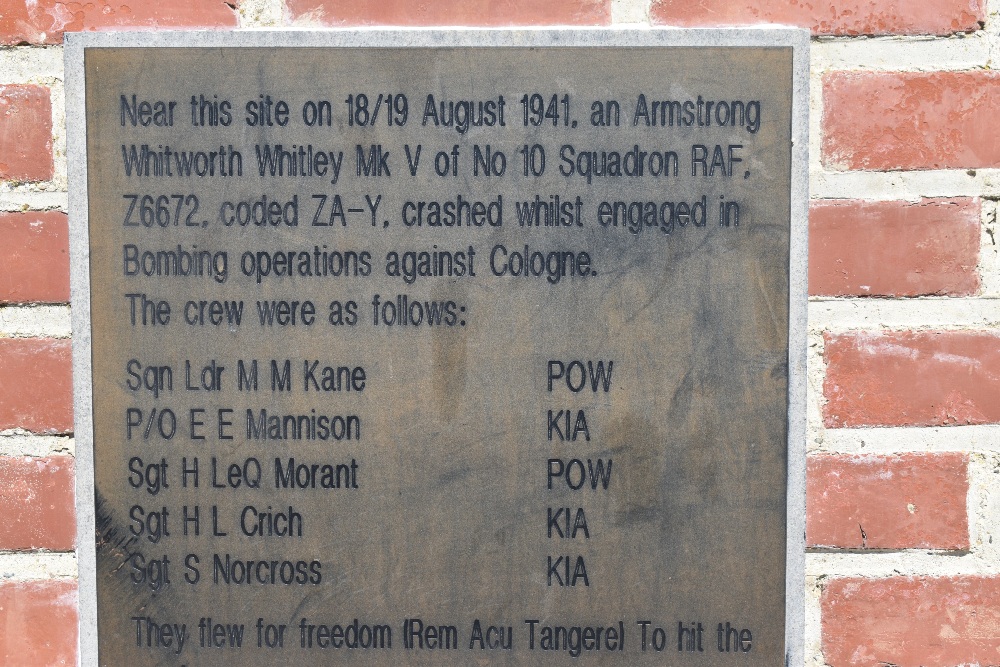 Near this site on 18/19 August 1941, an Armstrong
Whitworth Whitley Mk V of No 10 Squadron RAF,
Z6672, coded ZA-Y, crashed whilst engaged in
Bombing operations against Cologne.
The crew were as follows:
Sqn Ldr M M Kane POW
P/O E E Mannison KIA
Sgt H LeQ Morant POW
Sgt H L Crich KIA
Sgt S Norcross KIA
They flew for freedom (Rem Acu Tangere) To hit the